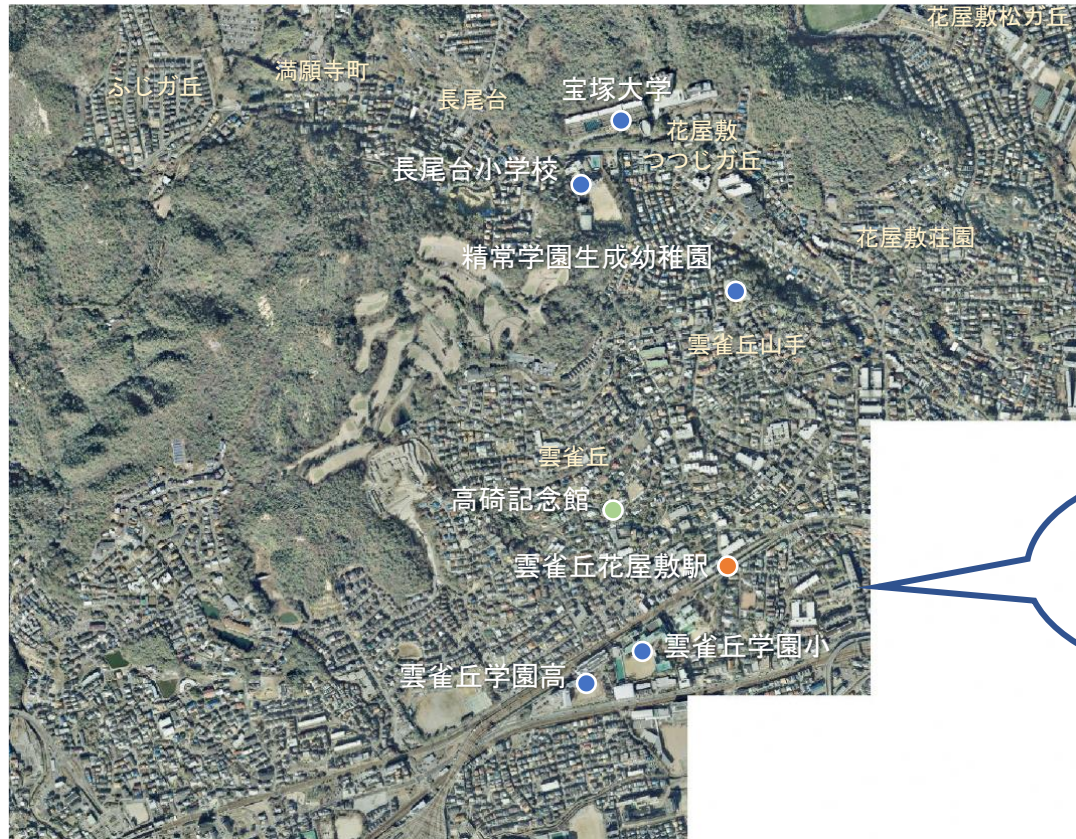 花屋敷松ガ丘
満願寺町
ふじガ丘
宝塚大学
長尾台
花屋敷
つつじガ丘
長尾台小学校
花屋敷荘園
精常学園生成幼稚園
雲雀丘山手
雲雀丘
高碕記念館
雲雀丘花屋敷駅
雲雀丘学園小
雲雀丘学園高